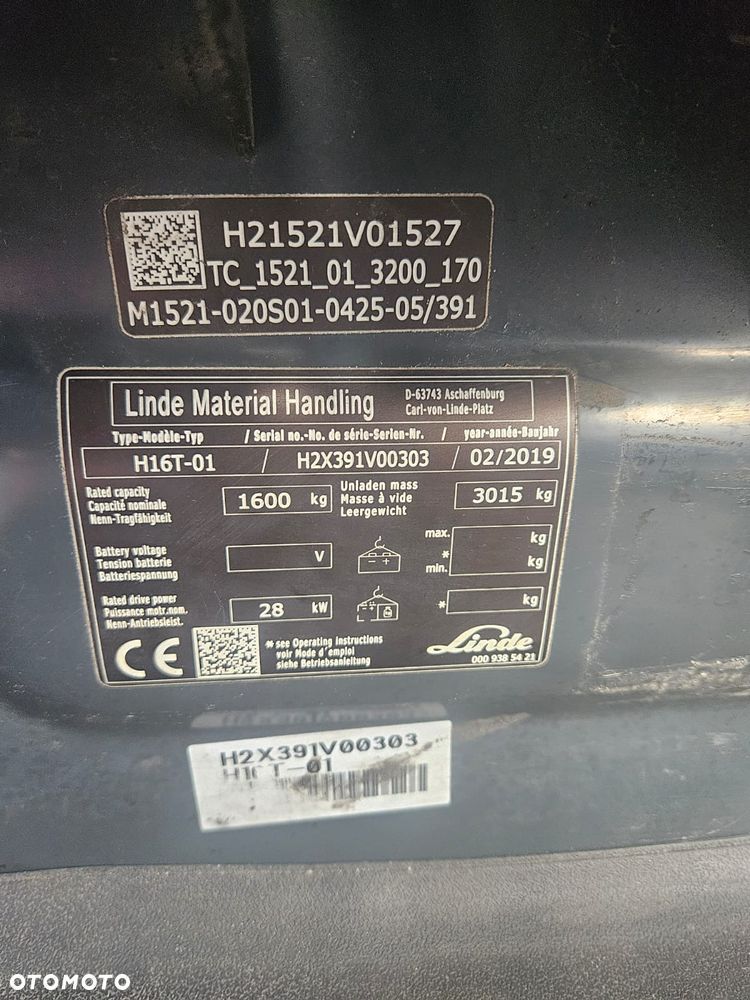 H21521V01527
TC_1521_01_3200_170
M1521-020S01-0425-05/391
Linde Material Handling
D-63743 Aschaffenburg
Carl-von-Linde-Platz
Type-Modèle-Typ / Serial no.-No. de série-Serien-Nr. / year-année-Baujahr
H16T-01 / H2X391V00303 / 02/2019
Rated capacity
Capacité nominale
Nenn-Tragfähigkeit
1600 kg
Unladen mass
Masse à vide
Leergewicht
3015 kg
Battery voltage
Tension batterie
Batteriespannung
V
max. kg
*
min. kg
Rated drive power
Puissance motr.nom.
Nenn-Antriebsleist.
28 kW
* kg
CE
* see Operating Instructions
voir Mode d'emploi
siehe Betriebsanleitung
Linde
000 938 54 21
H2X391V00303
H16T-01
OTOMOTO